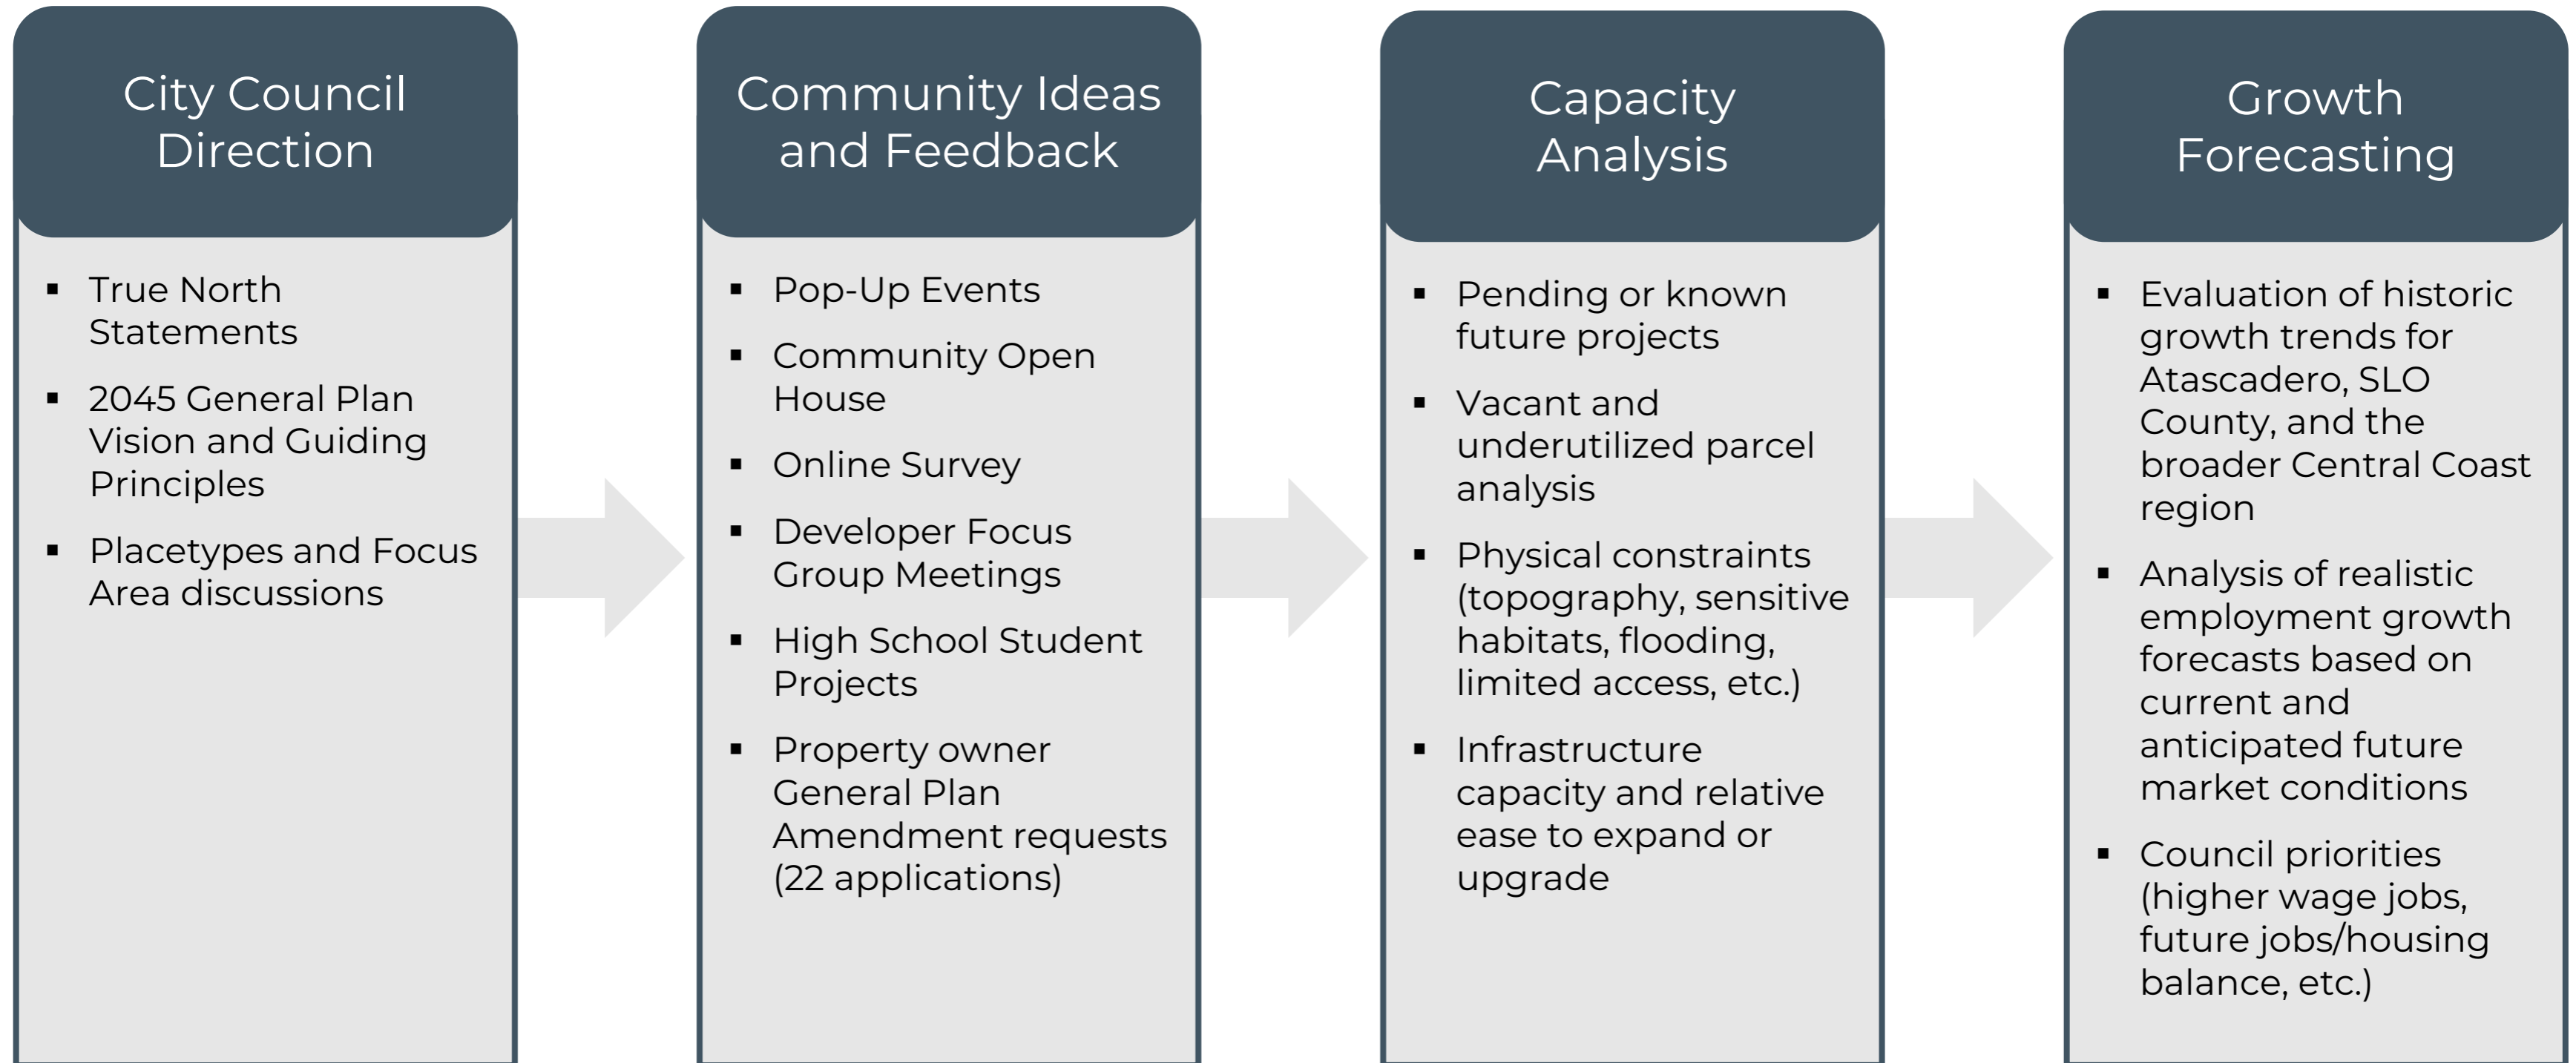 City Council
Direction
▪ True North
Statements
▪ 2045 General Plan
Vision and Guiding
Principles
▪ Placetypes and Focus
Area discussions
Community Ideas
and Feedback
▪ Pop-Up Events
▪ Community Open
House
▪ Online Survey
▪ Developer Focus
Group Meetings
▪ High School Student
Projects
▪ Property owner
General Plan
Amendment requests
(22 applications)
Capacity
Analysis
▪ Pending or known
future projects
▪ Vacant and
underutilized parcel
analysis
▪ Physical constraints
(topography, sensitive
habitats, flooding,
limited access, etc.)
▪ Infrastructure
capacity and relative
ease to expand or
upgrade
Growth
Forecasting
▪ Evaluation of historic
growth trends for
Atascadero, SLO
County, and the
broader Central Coast
region
▪ Analysis of realistic
employment growth
forecasts based on
current and
anticipated future
market conditions
▪ Council priorities
(higher wage jobs,
future jobs/housing
balance, etc.)